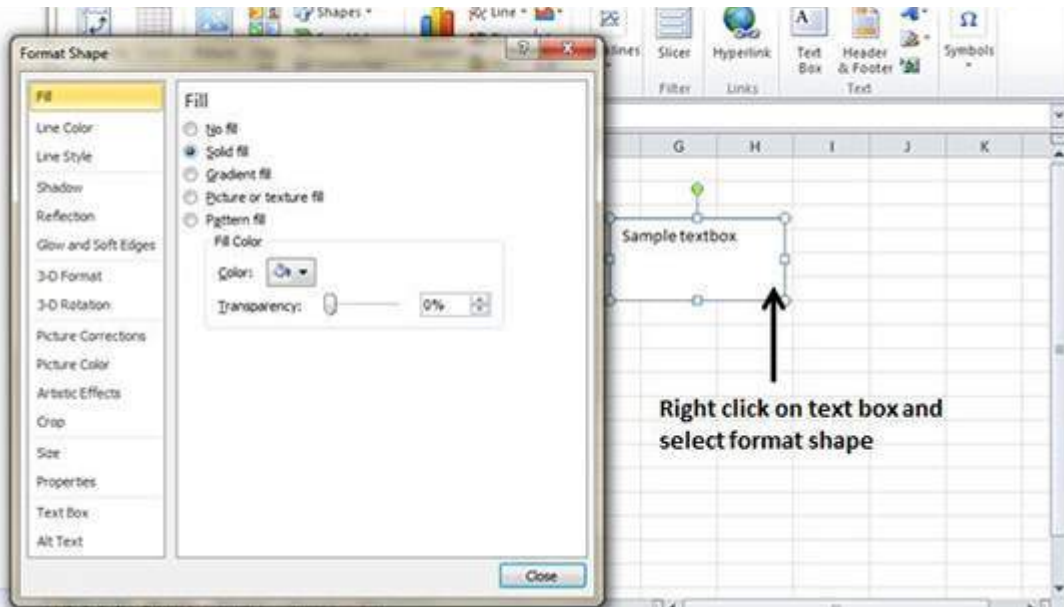 Shapes
Line
Slicer
Hyperlink
Text Box
Header & Footer
Symbols
Filter
Links
Text
Format Shape
Fill
Line Color
Line Style
Shadow
Reflection
Glow and Soft Edges
3-D Format
3-D Rotation
Picture Corrections
Picture Color
Artistic Effects
Crop
Size
Properties
Text Box
Alt Text
Fill
No fill
Solid fill
Gradient fill
Picture or texture fill
Pattern fill
Fill Color
Color:
Transparency: 0%
Close
G H I J K
Sample textbox
Right click on text box and
select format shape